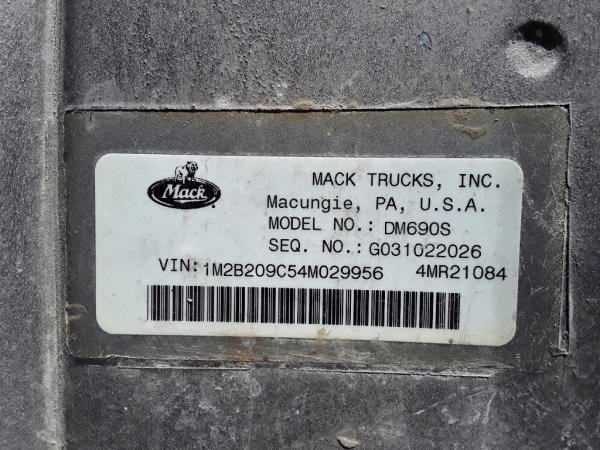 Mack
MACK TRUCKS, INC.
Macungie, PA, U.S.A.
MODEL NO.: DM690S
SEQ. NO.: G031022026
VIN: 1M2B209C54M029956 4MR21084